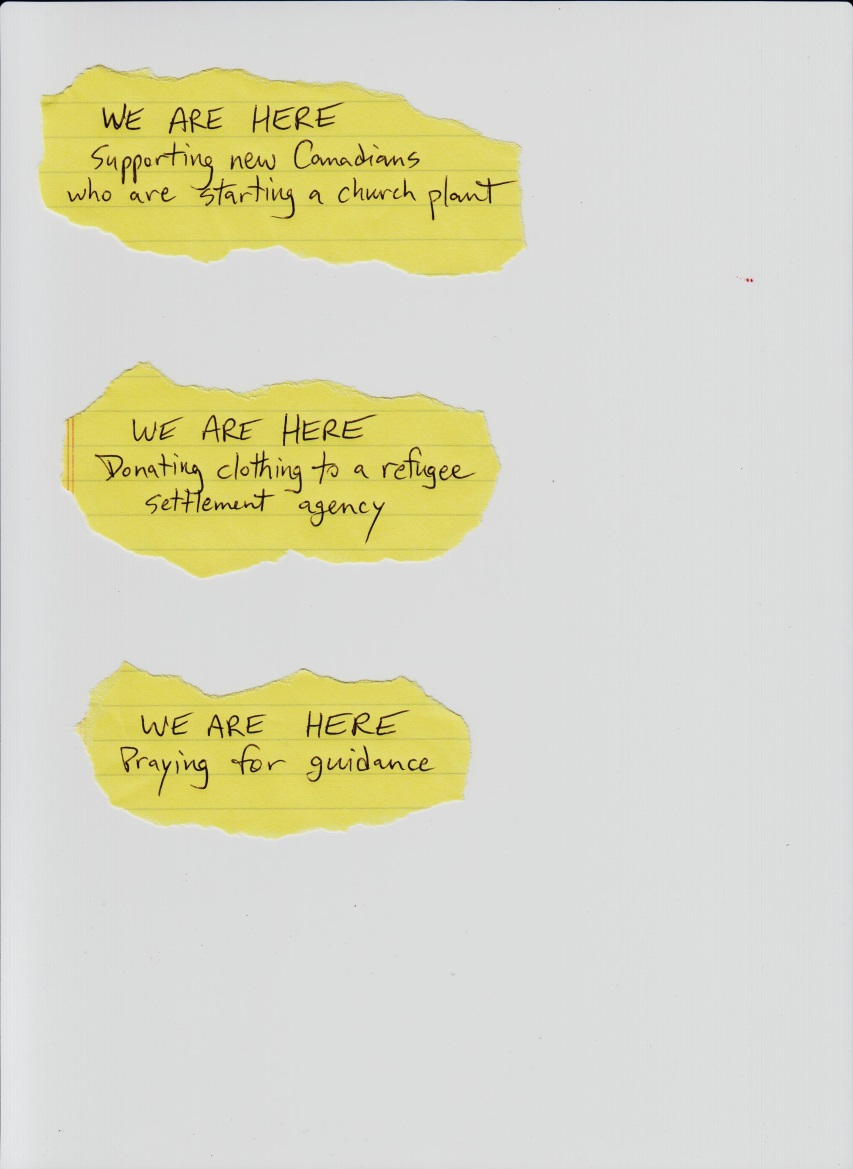 WE ARE HERE
Supporting new Canadians
who are starting a church plant
WE ARE HERE
Donating clothing to a refugee
settlement agency
WE ARE HERE
Praying for guidance